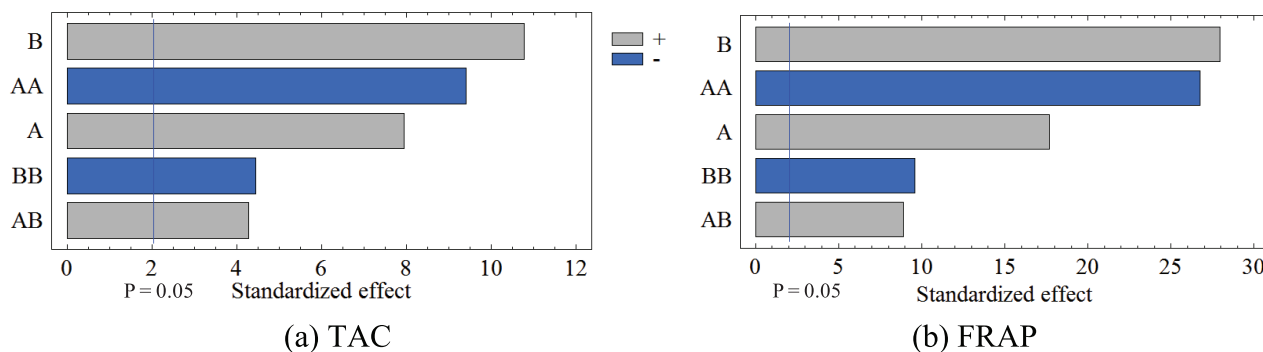 B
AA
A
BB
AB
0 2 4 6 8 10 12
P = 0.05 Standardized effect
(a) TAC
+
-
B
AA
A
BB
AB
0 5 10 15 20 25 30
P = 0.05 Standardized effect
(b) FRAP